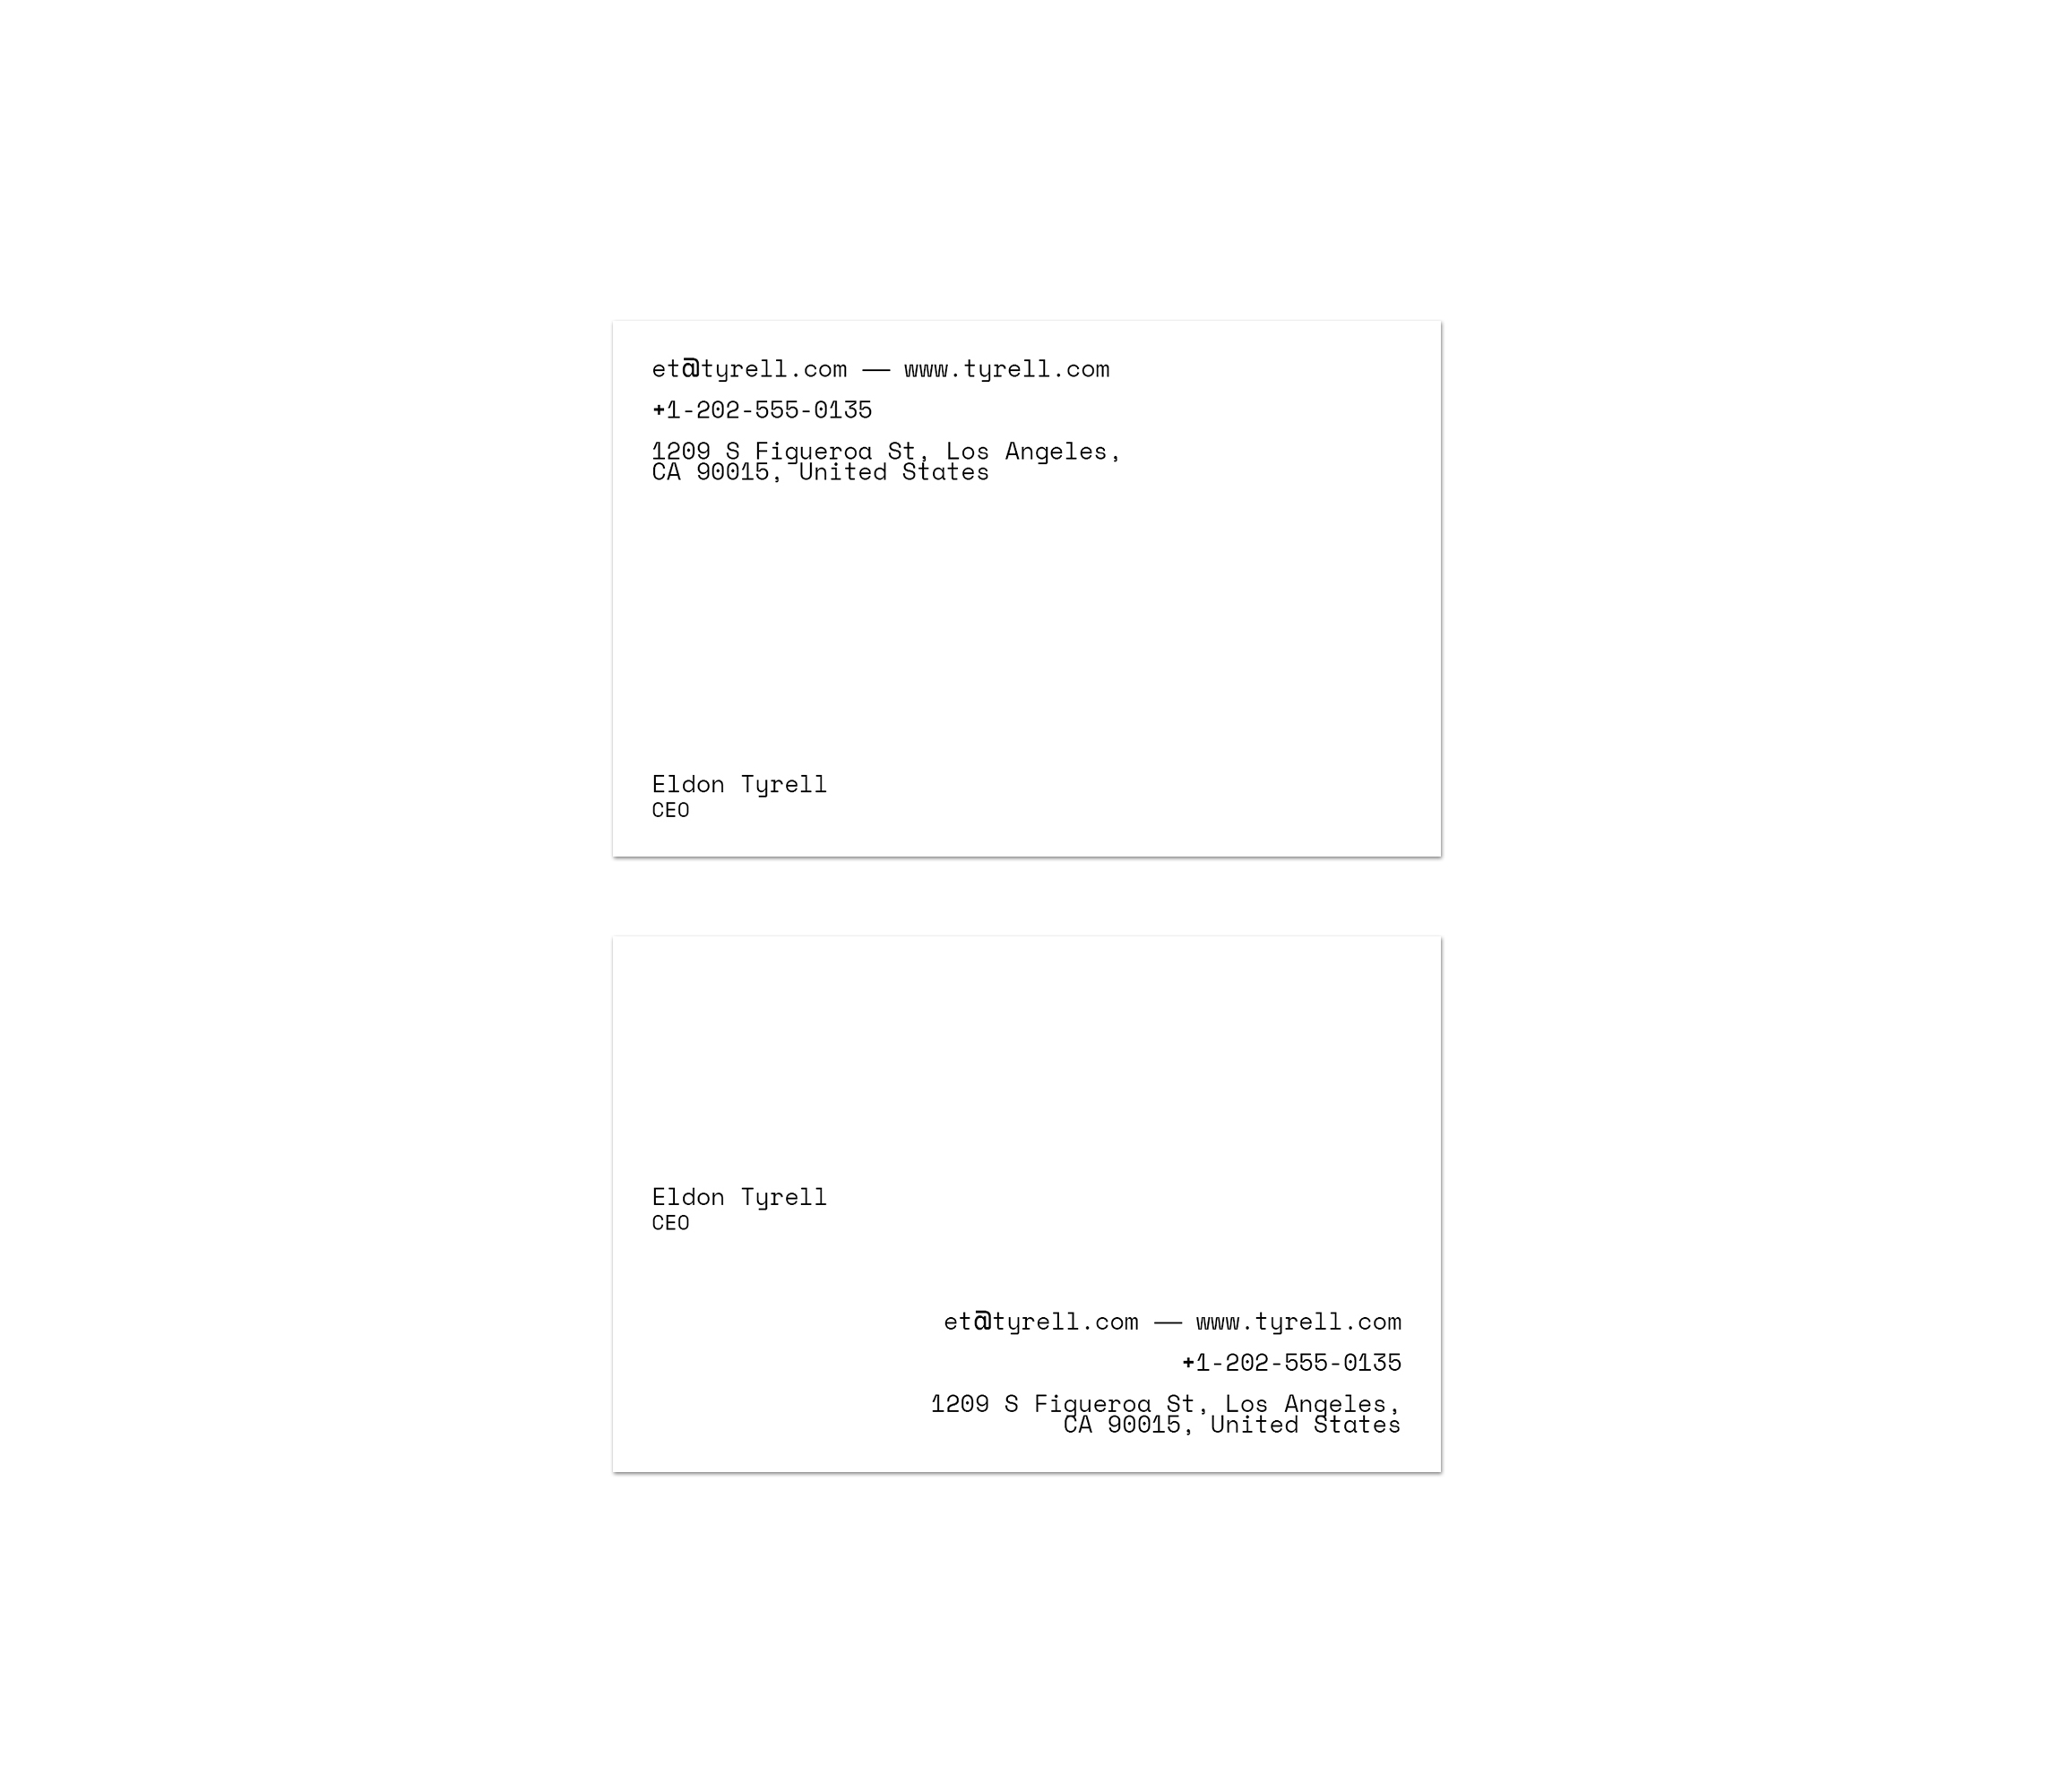 et@tyrell.com — www.tyrell.com
+1-202-555-0135
1209 S Figueroa St, Los Angeles,
CA 90015, United States
Eldon Tyrell
CEO
Eldon Tyrell
CEO
et@tyrell.com — www.tyrell.com
+1-202-555-0135
1209 S Figueroa St, Los Angeles,
CA 90015, United States